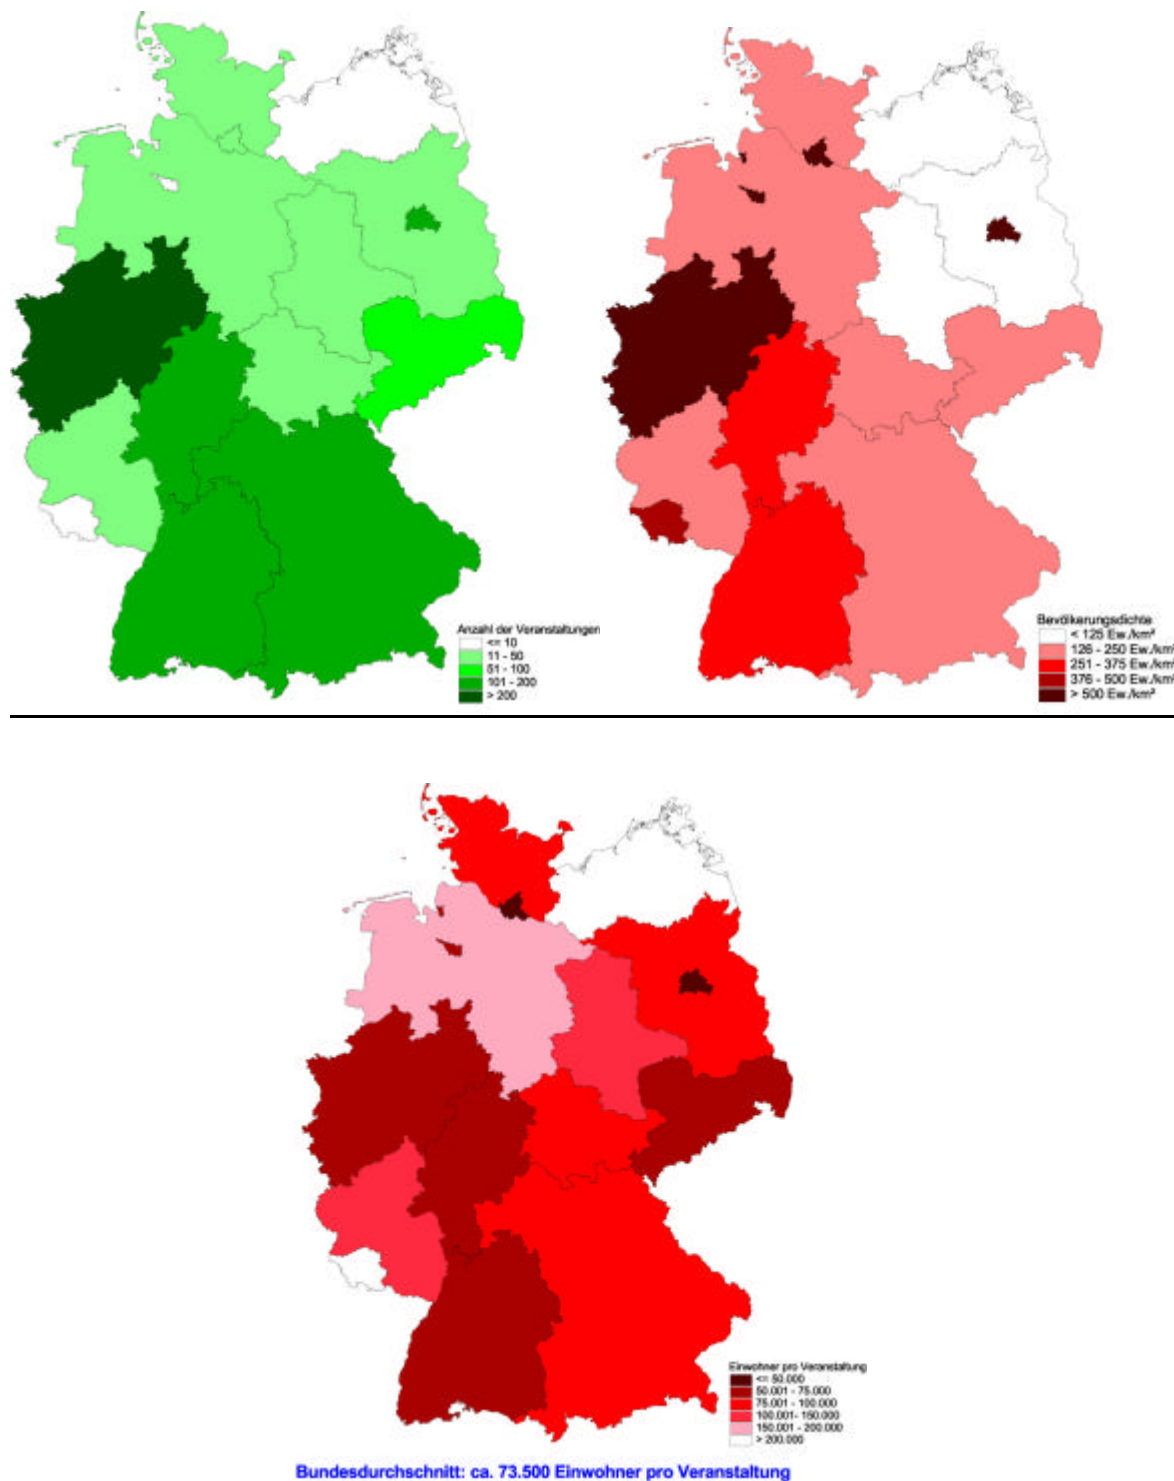 Anzahl der Veranstaltungen
<= 10
11 - 50
51 - 100
101 - 200
> 200
Bevölkerungsdichte
< 125 Ew./km²
126 - 250 Ew./km²
251 - 375 Ew./km²
376 - 500 Ew./km²
> 500 Ew./km²
Einwohner pro Veranstaltung
<= 50.000
50.001 - 75.000
75.001 - 100.000
100.001- 150.000
150.001 - 200.000
> 200.000
Bundesdurchschnitt: ca. 73.500 Einwohner pro Veranstaltung